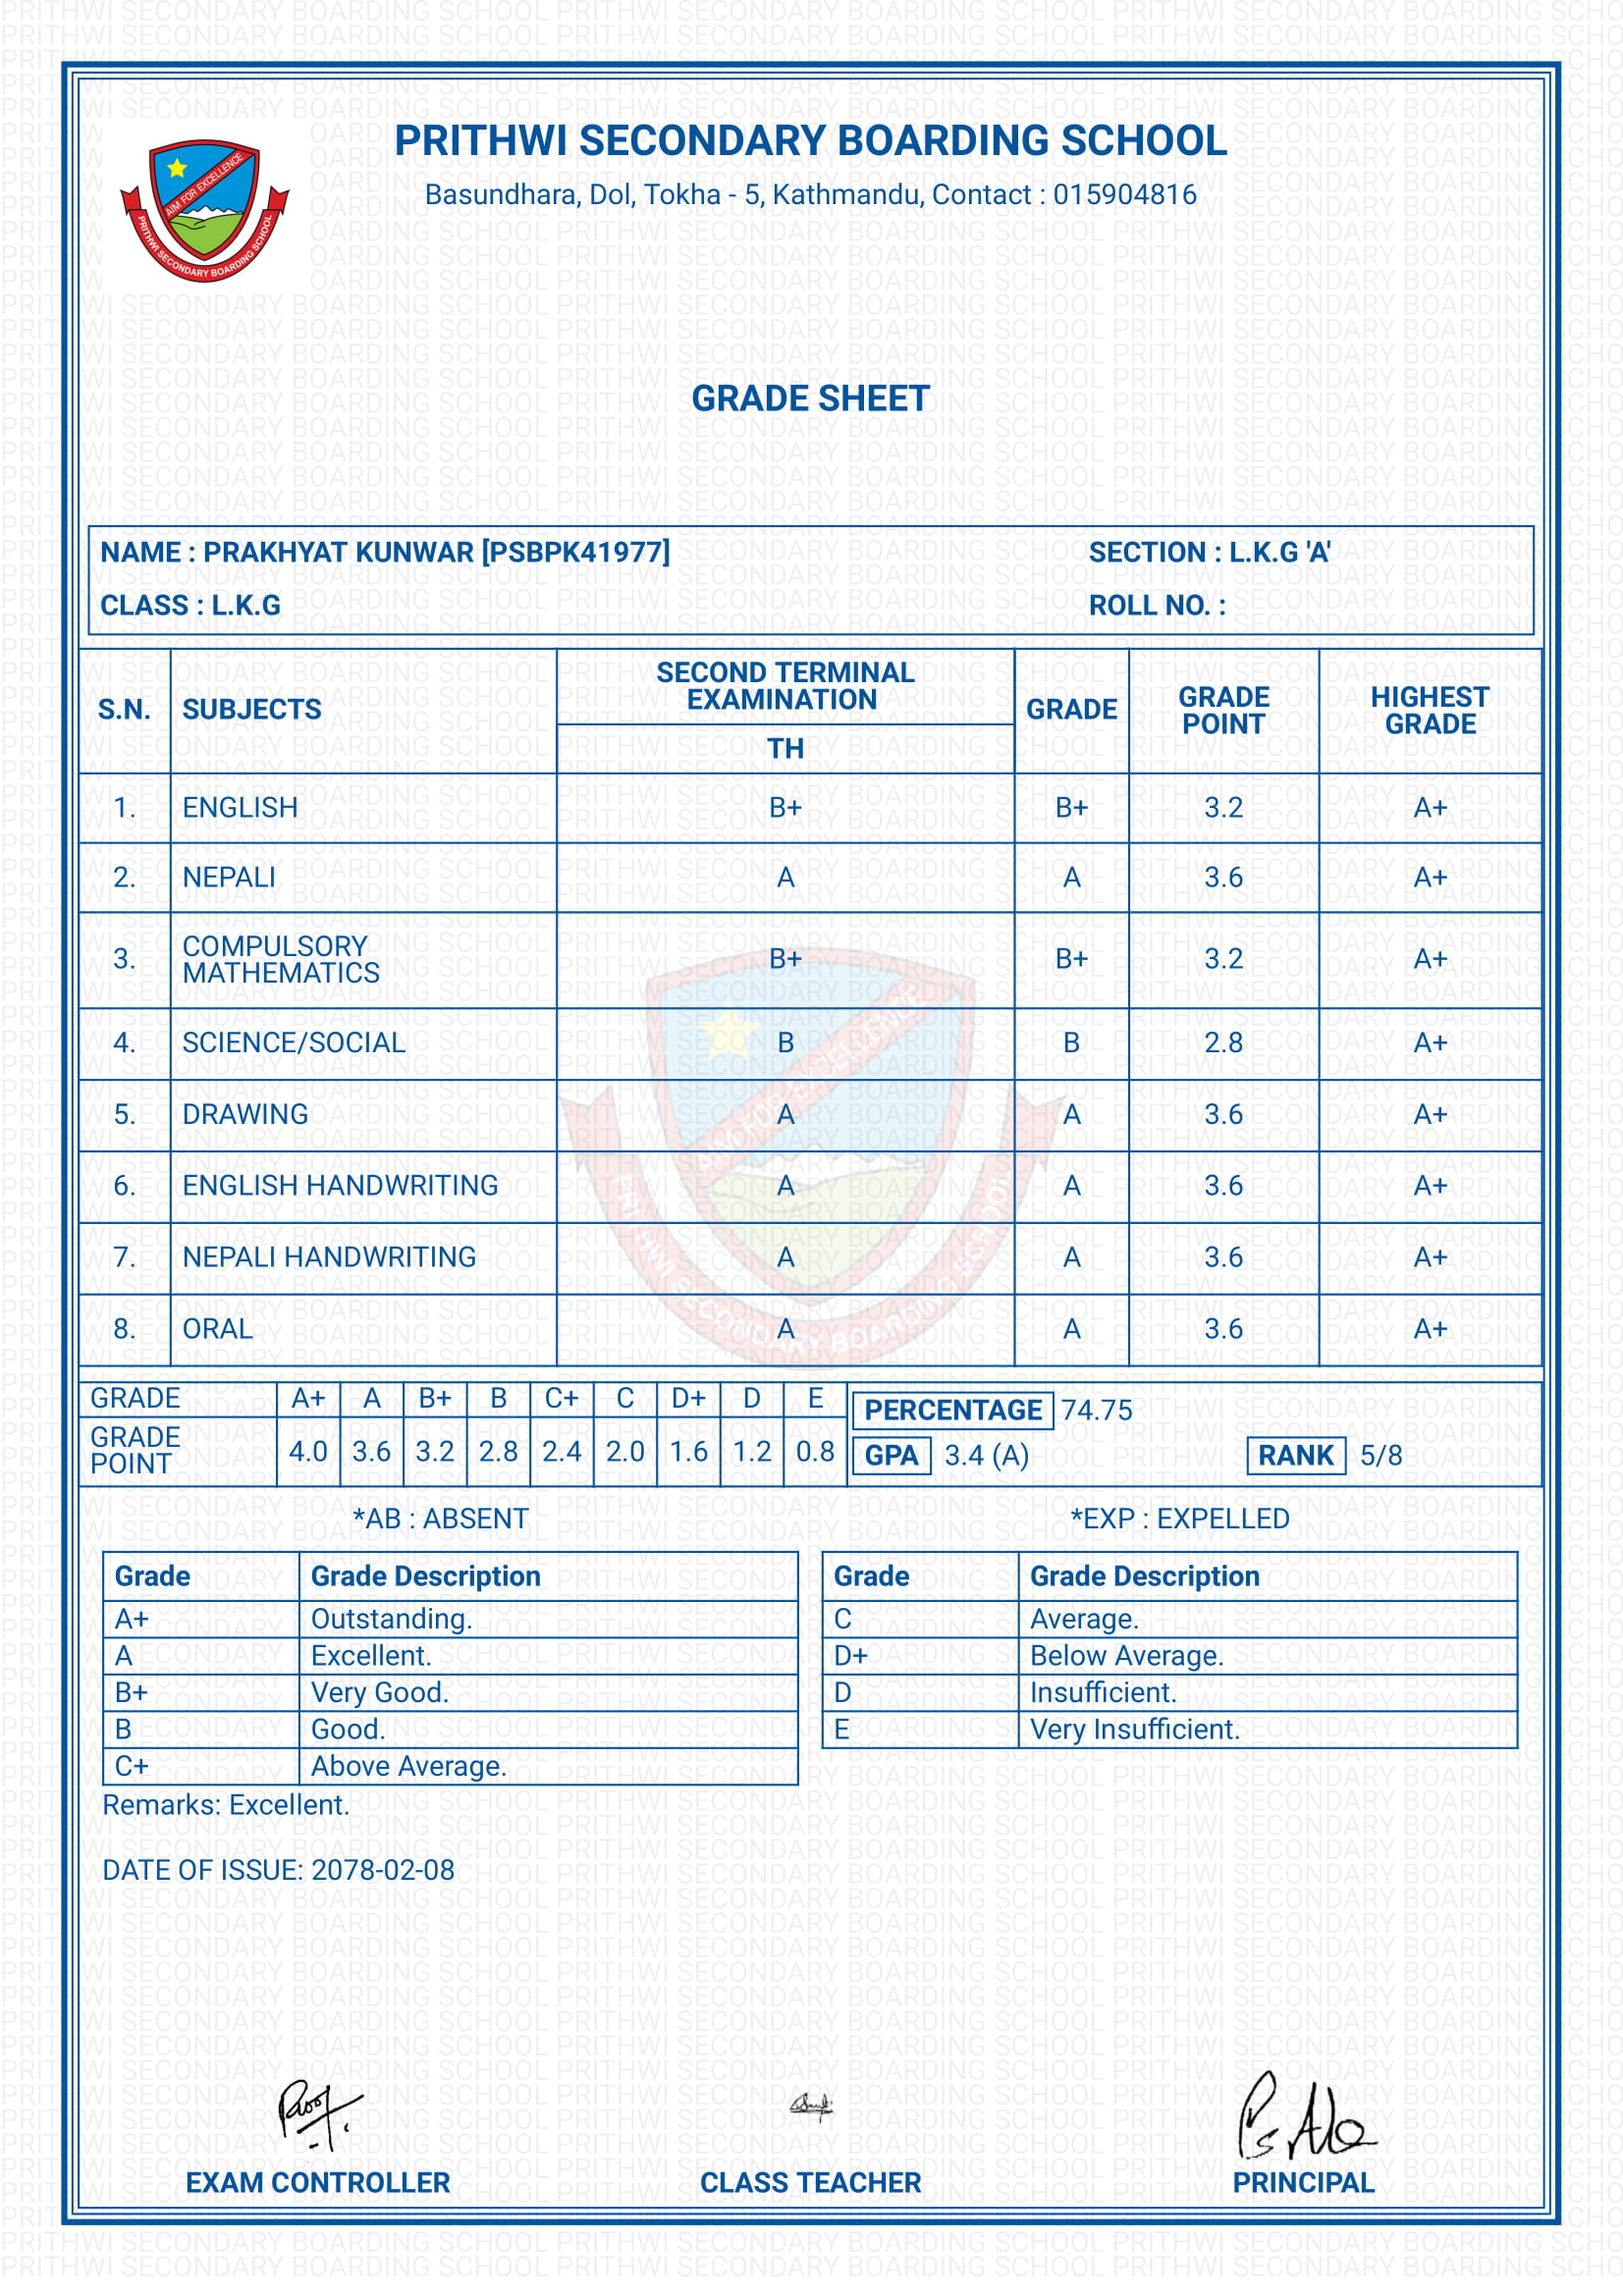 PRITHWI SECONDARY BOARDING SCHOOL
Basundhara, Dol, Tokha - 5, Kathmandu, Contact : 015904816
AIM FOR EXCELLENCE
PRITHWI SECONDARY BOARDING SCHOOL
GRADE SHEET
NAME : PRAKHYAT KUNWAR [PSBPK41977] SECTION : L.K.G 'A'
CLASS : L.K.G ROLL NO. :
S.N. SUBJECTS SECOND TERMINAL EXAMINATION TH GRADE GRADE POINT HIGHEST GRADE
1. ENGLISH B+ B+ 3.2 A+
2. NEPALI A A 3.6 A+
3. COMPULSORY MATHEMATICS B+ B+ 3.2 A+
4. SCIENCE/SOCIAL B B 2.8 A+
5. DRAWING A A 3.6 A+
6. ENGLISH HANDWRITING A A 3.6 A+
7. NEPALI HANDWRITING A A 3.6 A+
8. ORAL A A 3.6 A+
GRADE A+ A B+ B C+ C D+ D E
GRADE POINT 4.0 3.6 3.2 2.8 2.4 2.0 1.6 1.2 0.8
PERCENTAGE 74.75
GPA 3.4 (A) RANK 5/8
*AB : ABSENT *EXP : EXPELLED
Grade Grade Description
A+ Outstanding.
A Excellent.
B+ Very Good.
B Good.
C+ Above Average.
Grade Grade Description
C Average.
D+ Below Average.
D Insufficient.
E Very Insufficient.
Remarks: Excellent.
DATE OF ISSUE: 2078-02-08
EXAM CONTROLLER CLASS TEACHER PRINCIPAL